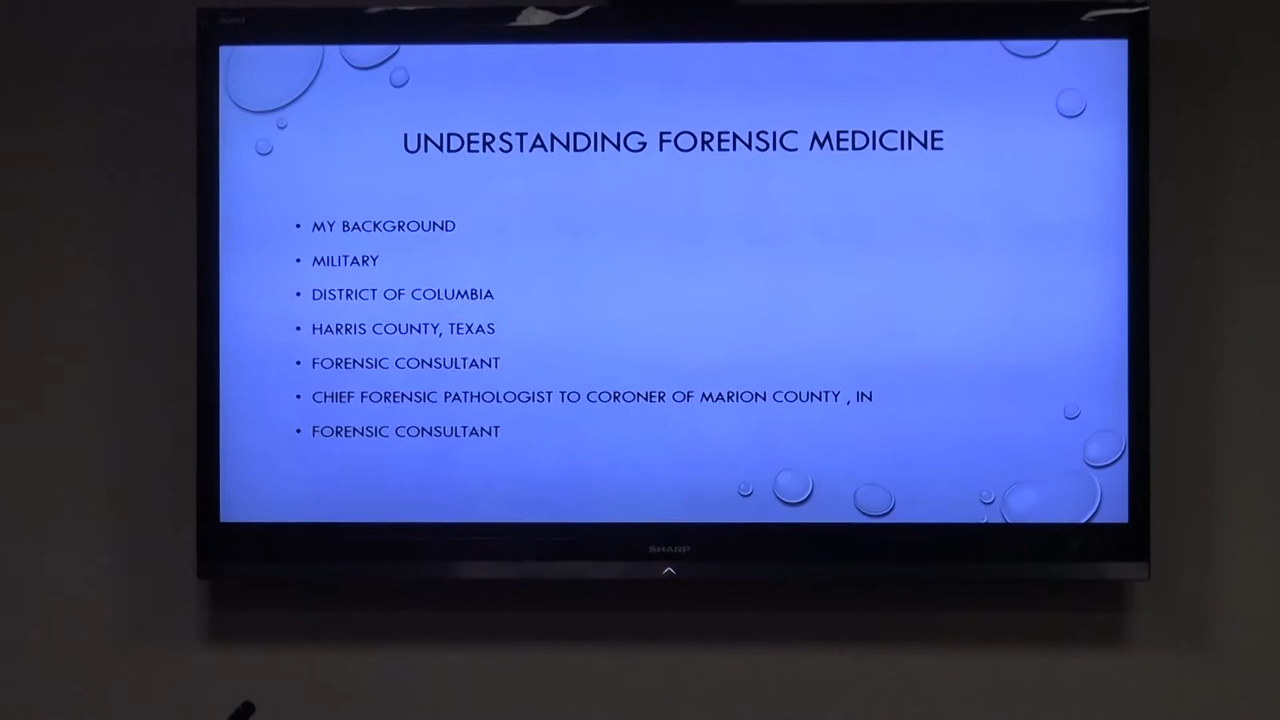 UNDERSTANDING FORENSIC MEDICINE
• MY BACKGROUND
• MILITARY
• DISTRICT OF COLUMBIA
• HARRIS COUNTY, TEXAS
• FORENSIC CONSULTANT
• CHIEF FORENSIC PATHOLOGIST TO CORONER OF MARION COUNTY , IN
• FORENSIC CONSULTANT
SHARP